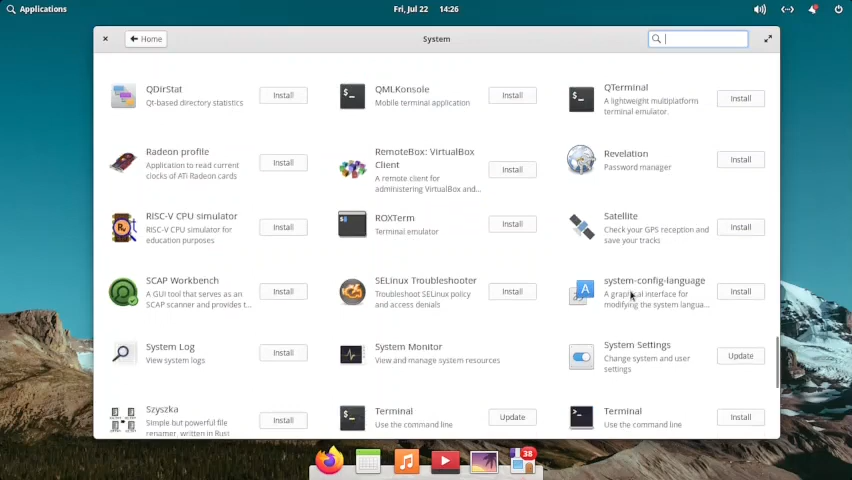 Applications
Fri, Jul 22 14:26
Home
System
QDirStat
Qt-based directory statistics
Install
QMLKonsole
Mobile terminal application
Install
QTerminal
A lightweight multiplatform
terminal emulator.
Install
Radeon profile
Application to read current
clocks of ATi Radeon cards
Install
RemoteBox: VirtualBox
Client
A remote client for
administering VirtualBox and...
Install
Revelation
Password manager
Install
RISC-V CPU simulator
RISC-V CPU simulator for
education purposes
Install
ROXTerm
Terminal emulator
Install
Satellite
Check your GPS reception and
save your tracks
Install
SCAP Workbench
A GUI tool that serves as an
SCAP scanner and provides t...
Install
SELinux Troubleshooter
Troubleshoot SELinux policy
and access denials
Install
system-config-language
A graphical interface for
modifying the system langua...
Install
System Log
View system logs
Install
System Monitor
View and manage system resources
System Settings
Change system and user
settings
Update
Szyszka
Simple but powerful file
renamer, written in Rust
Install
Terminal
Use the command line
Update
Terminal
Use the command line
Install
38